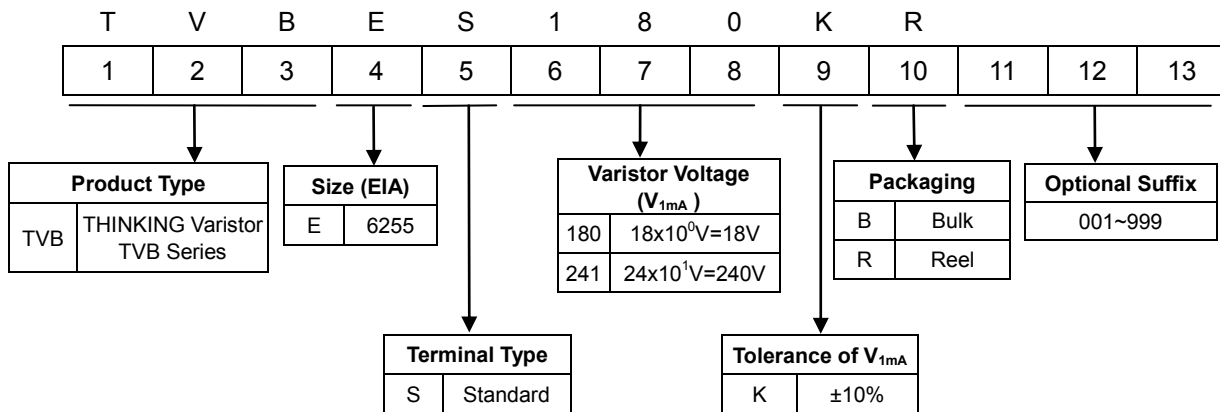 T V B E S 1 8 0 K R
1 2 3 4 5 6 7 8 9 10 11 12 13
Product Type
TVB THINKING Varistor
TVB Series
Size (EIA)
E 6255
Varistor Voltage
(V1mA )
180 18x10⁰V=18V
241 24x10¹V=240V
Packaging
B Bulk
R Reel
Optional Suffix
001~999
Terminal Type
S Standard
Tolerance of V1mA
K ±10%